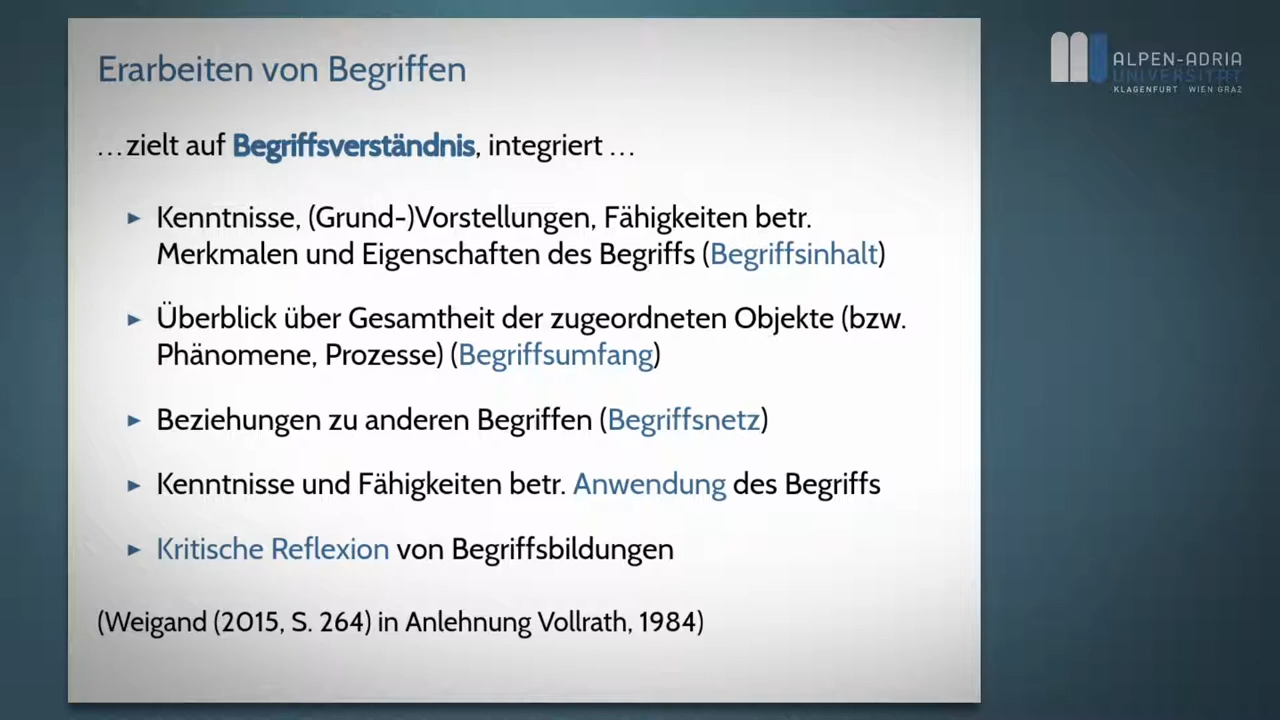 Erarbeiten von Begriffen
…zielt auf Begriffsverständnis, integriert …
► Kenntnisse, (Grund-)Vorstellungen, Fähigkeiten betr.
Merkmalen und Eigenschaften des Begriffs (Begriffsinhalt)
► Überblick über Gesamtheit der zugeordneten Objekte (bzw.
Phänomene, Prozesse) (Begriffsumfang)
► Beziehungen zu anderen Begriffen (Begriffsnetz)
► Kenntnisse und Fähigkeiten betr. Anwendung des Begriffs
► Kritische Reflexion von Begriffsbildungen
(Weigand (2015, S. 264) in Anlehnung Vollrath, 1984)
ALPEN-ADRIA
UNIVERSITÄT
KLAGENFURT WIEN GRAZ